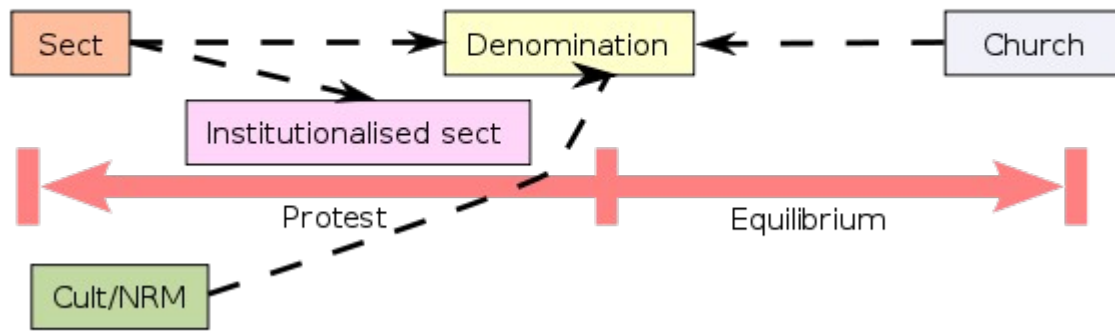 Sect
Denomination
Church
Institutionalised sect
Protest
Equilibrium
Cult/NRM